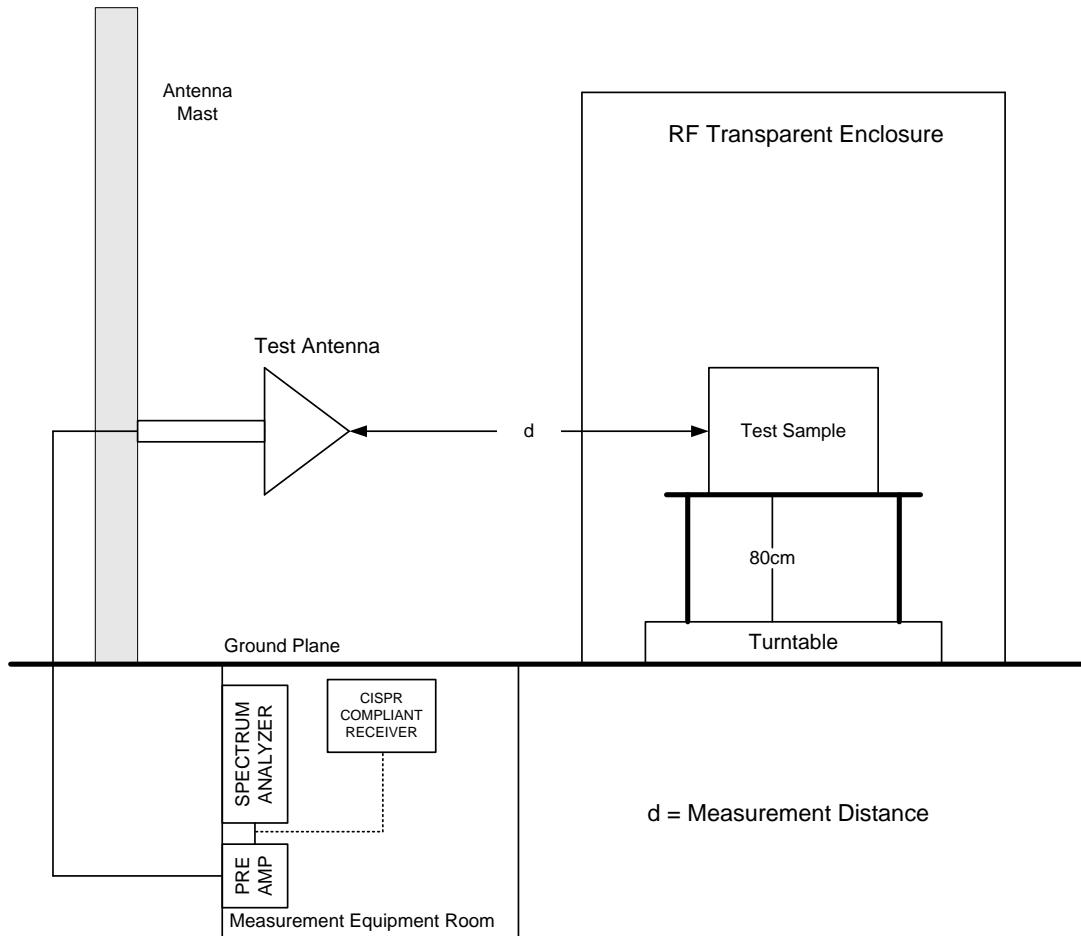 Antenna
Mast
RF Transparent Enclosure
Test Antenna
d
Test Sample
80cm
Ground Plane
Turntable
SPECTRUM
ANALYZER
CISPR
COMPLIANT
RECEIVER
d = Measurement Distance
PRE
AMP
Measurement Equipment Room